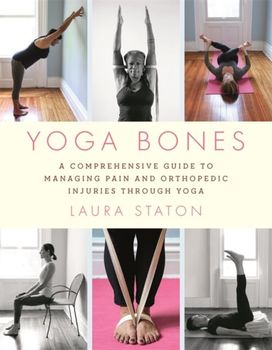 YOGA BONES
A COMPREHENSIVE GUIDE TO
MANAGING PAIN AND ORTHOPEDIC
INJURIES THROUGH YOGA
LAURA STATON